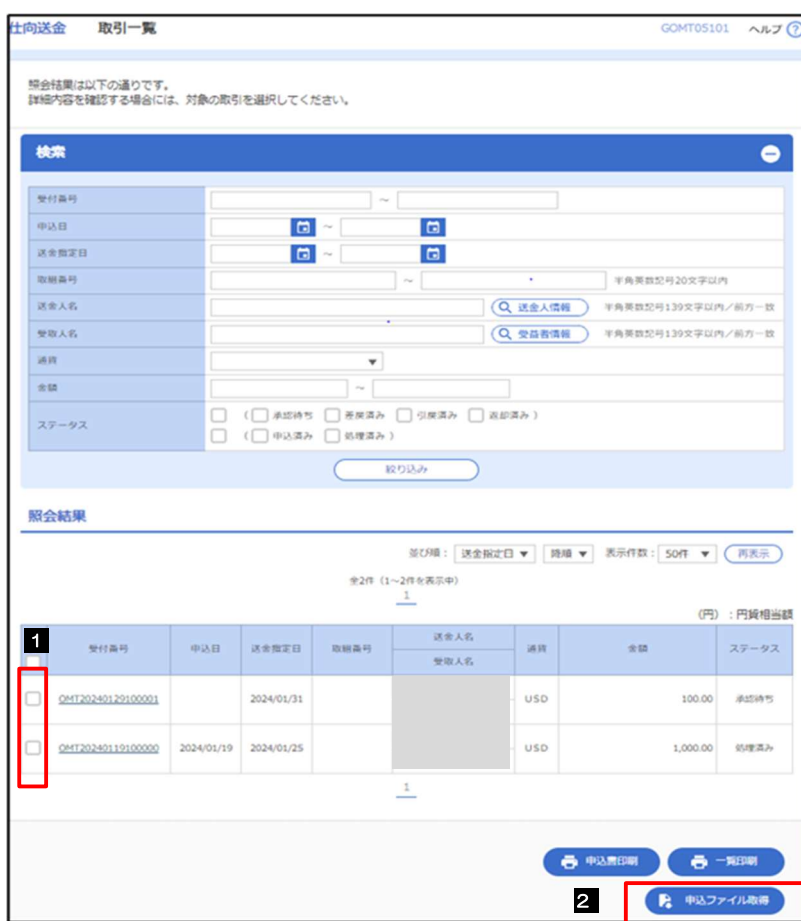 仕向送金 取引一覧 GOMT05101 ヘルプ ?
照会結果は以下の通りです。
詳細内容を確認する場合には、対象の取引を選択してください。
検索
受付番号 ~
申込日 ~
送金指定日 ~
取組番号 ~ 半角英数記号20文字以内
送金人名 送金人情報 半角英数記号139文字以内/前方一致
受取人名 受益者情報 半角英数記号139文字以内/前方一致
通貨
金額 ~
ステータス ( 承認待ち 差戻済み 引戻済み 返却済み )
( 申込済み 処理済み )
絞り込み
照会結果
並び順: 送金指定日 ▼ 降順 ▼ 表示件数: 50件 ▼ 再表示
全2件 (1~2件を表示中)
1
(円) :円貨相当額
1
受付番号 申込日 送金指定日 取組番号 送金人名 通貨 金額 ステータス
受取人名
OMT20240129100001 2024/01/31 USD 100.00 承認待ち
OMT20240119100000 2024/01/19 2024/01/25 USD 1,000.00 処理済み
1
申込書印刷 一覧印刷
2 申込ファイル取得